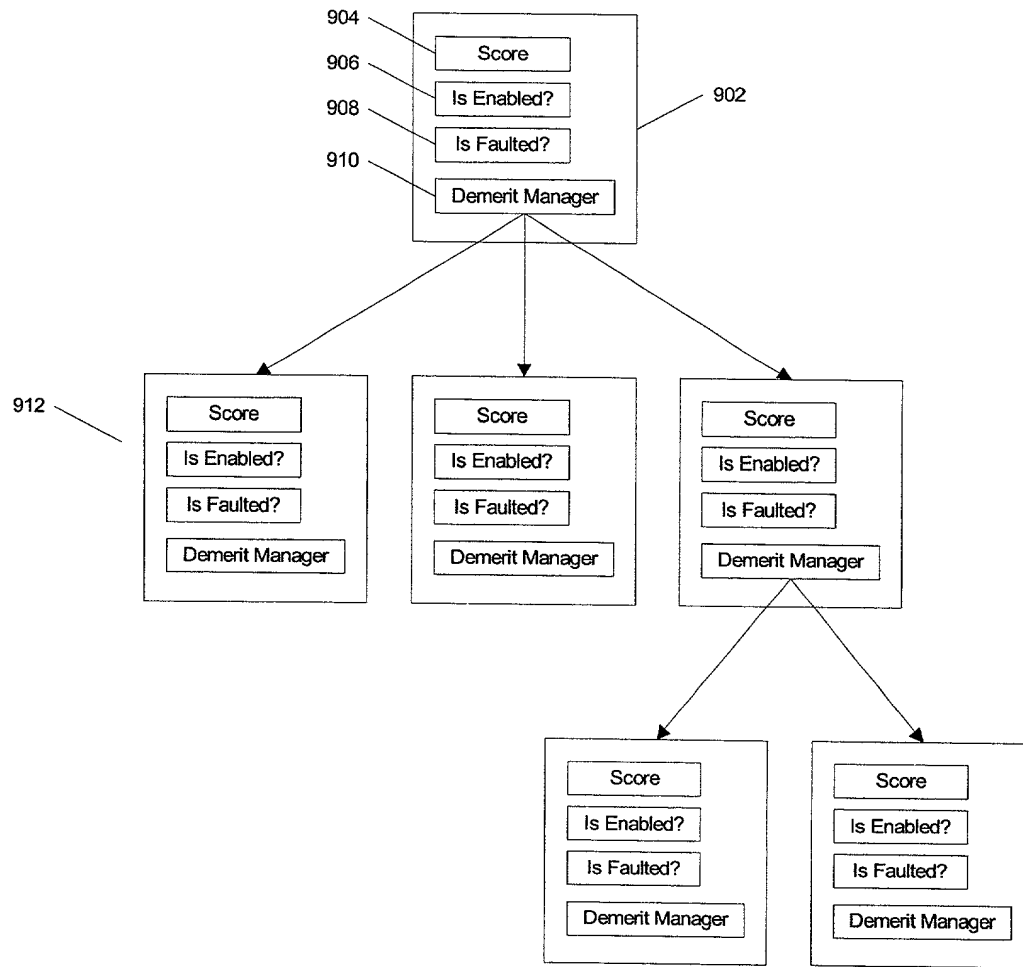 904
Score
906
Is Enabled?
902
908
Is Faulted?
910
Demerit Manager
912
Score
Is Enabled?
Is Faulted?
Demerit Manager
Score
Is Enabled?
Is Faulted?
Demerit Manager
Score
Is Enabled?
Is Faulted?
Demerit Manager
Score
Is Enabled?
Is Faulted?
Demerit Manager
Score
Is Enabled?
Is Faulted?
Demerit Manager